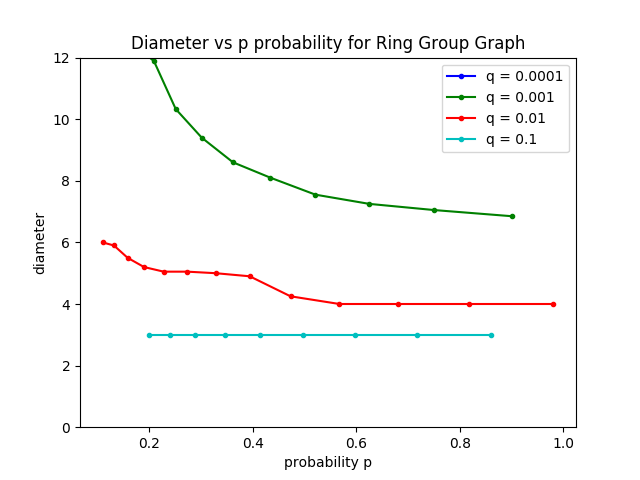 Diameter vs p probability for Ring Group Graph
q = 0.0001
q = 0.001
q = 0.01
q = 0.1
12
10
8
6
4
2
0
diameter
0.2 0.4 0.6 0.8 1.0
probability p